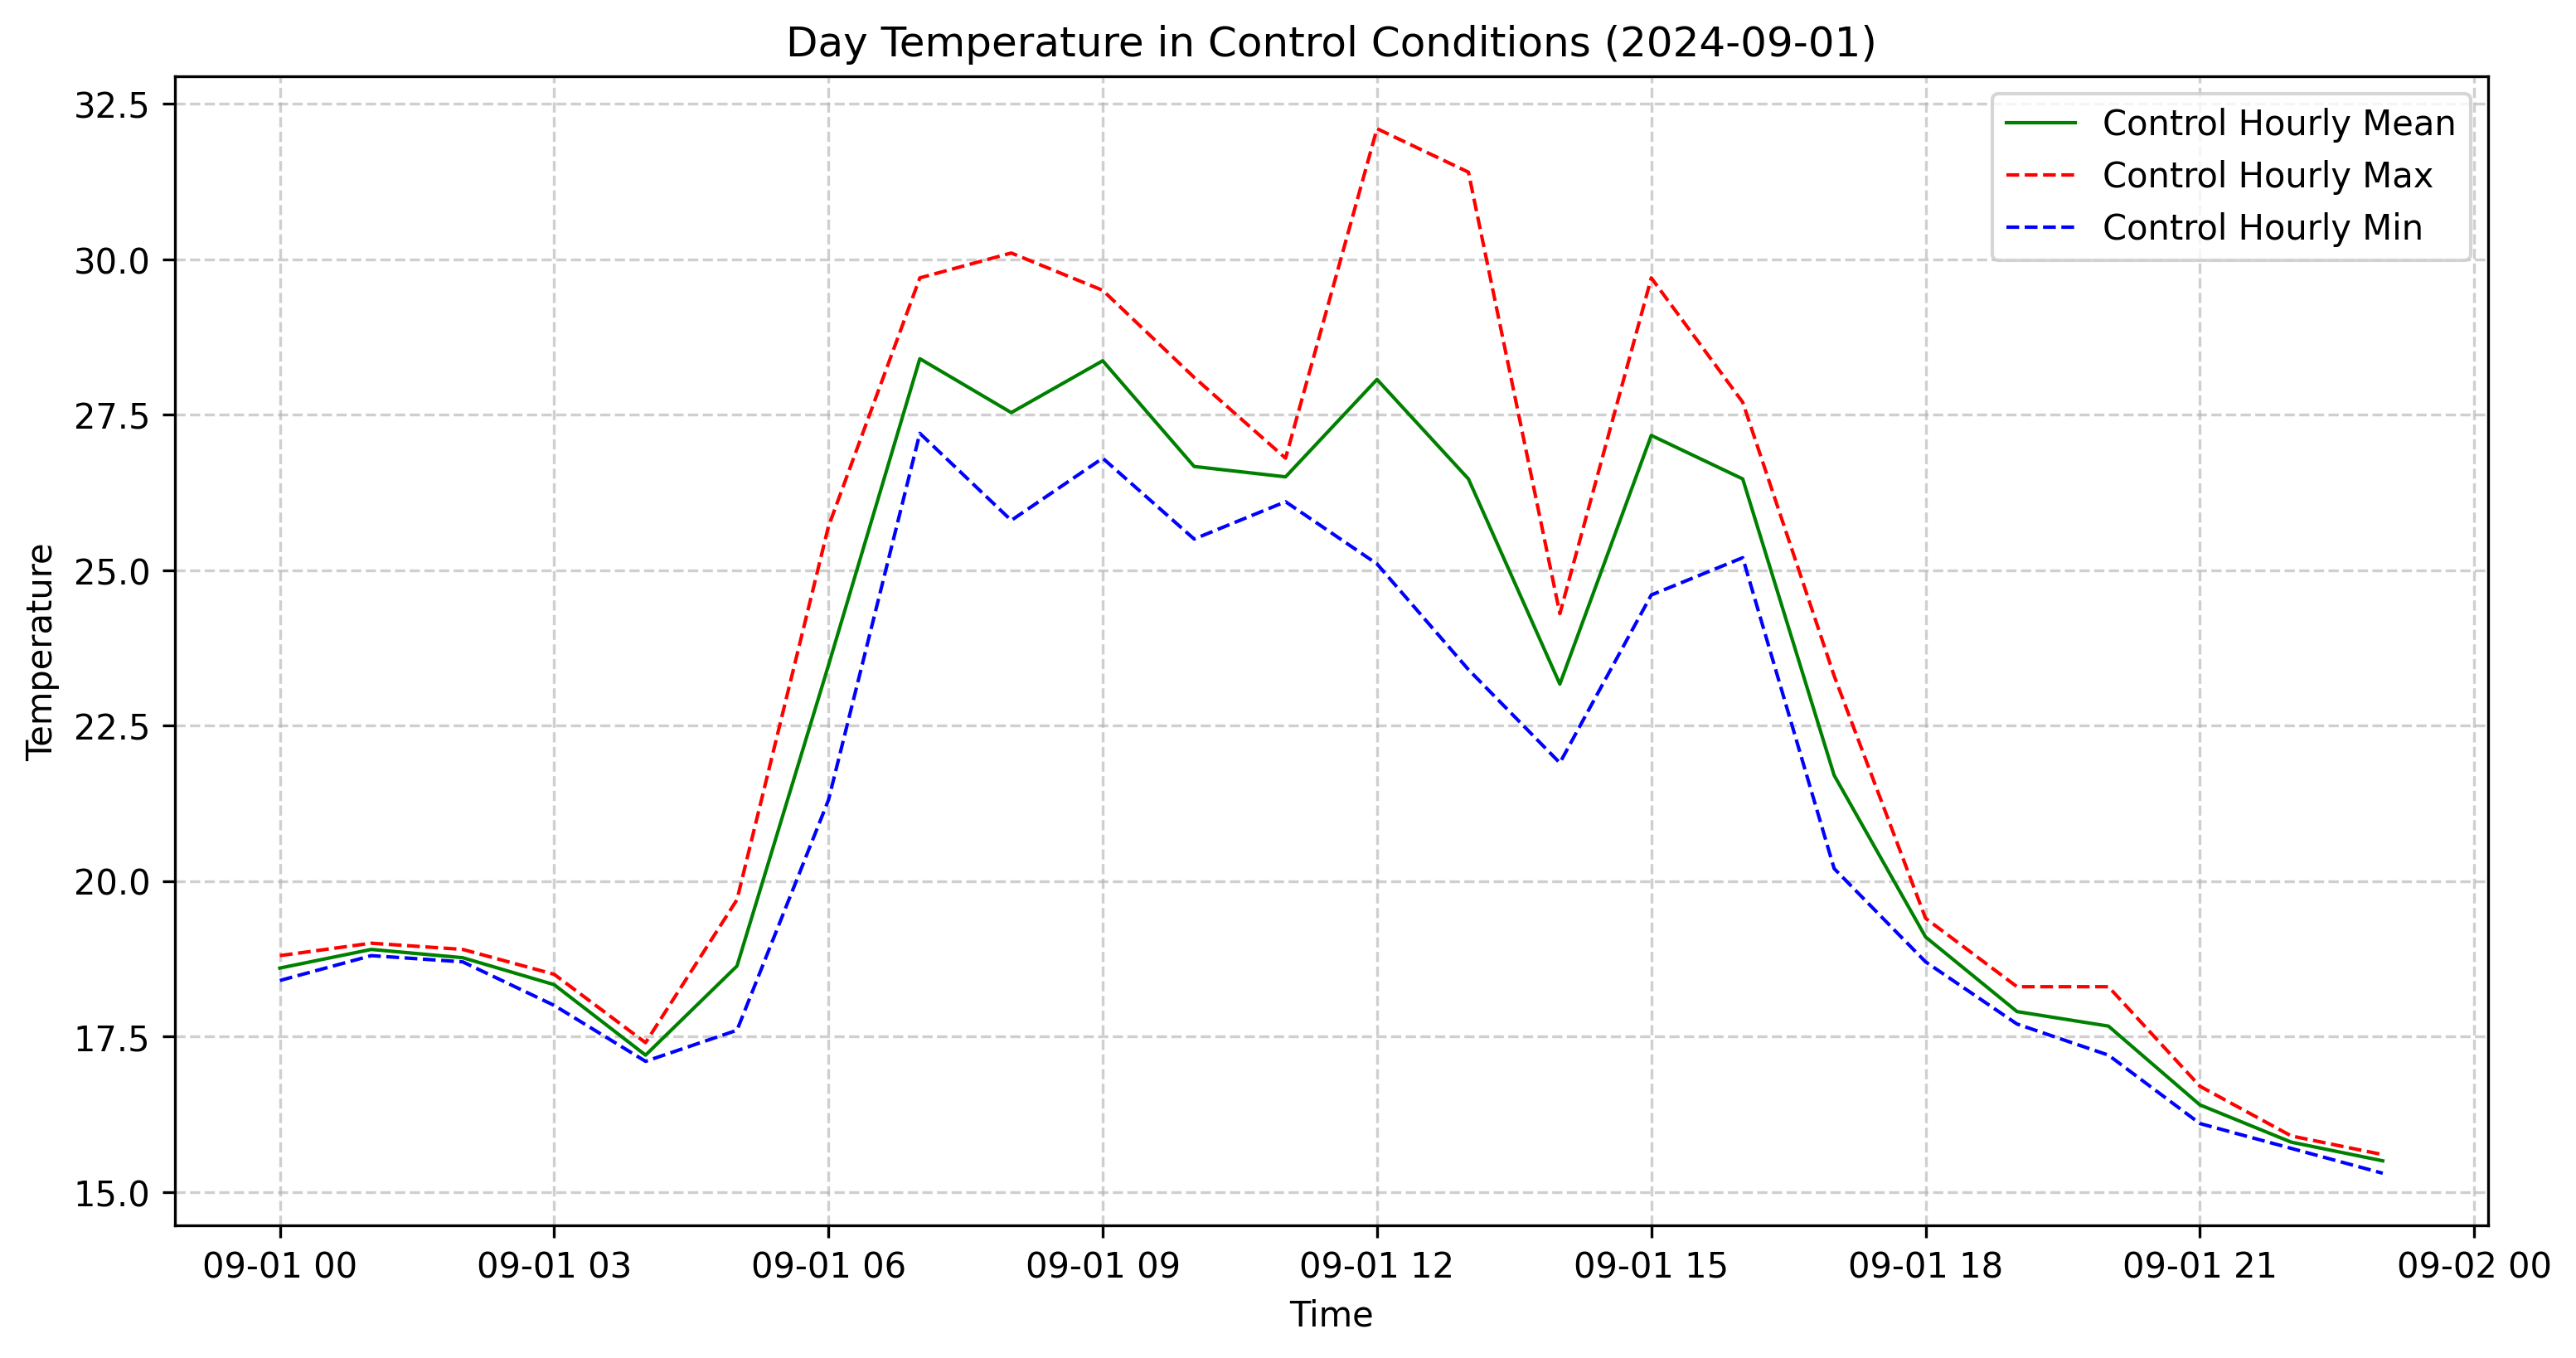 Day Temperature in Control Conditions (2024-09-01)
32.5
30.0
27.5
25.0
22.5
20.0
17.5
15.0
Temperature
Control Hourly Mean
Control Hourly Max
Control Hourly Min
09-01 00
09-01 03
09-01 06
09-01 09
09-01 12
09-01 15
09-01 18
09-01 21
09-02 00
Time